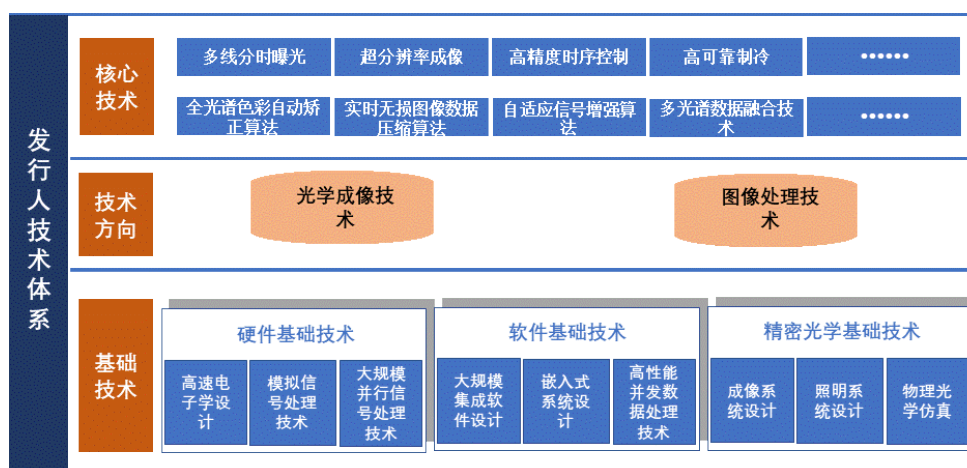 发行人技术体系
核心
技术
多线分时曝光
超分辨率成像
高精度时序控制
高可靠制冷
••••••
全光谱色彩自动矫
正算法
实时无损图像数据
压缩算法
自适应信号增强算
法
多光谱数据融合技
术
••••••
技术
方向
光学成像技
术
图像处理技
术
基础
技术
硬件基础技术
高速电
子学设
计
模拟信
号处理
技术
大规模
并行信
号处理
技术
软件基础技术
大规模
集成软
件设计
嵌入式
系统设
计
高性能
并发数
据处理
技术
精密光学基础技术
成像系
统设计
照明系
统设计
物理光
学仿真